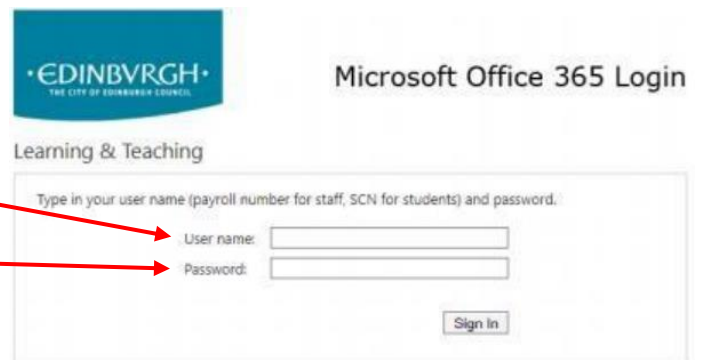 ·EDINBVRGH·
THE CITY OF EDINBURGH COUNCIL
Microsoft Office 365 Login
Learning & Teaching
Type in your user name (payroll number for staff, SCN for students) and password.
User name:
Password:
Sign In